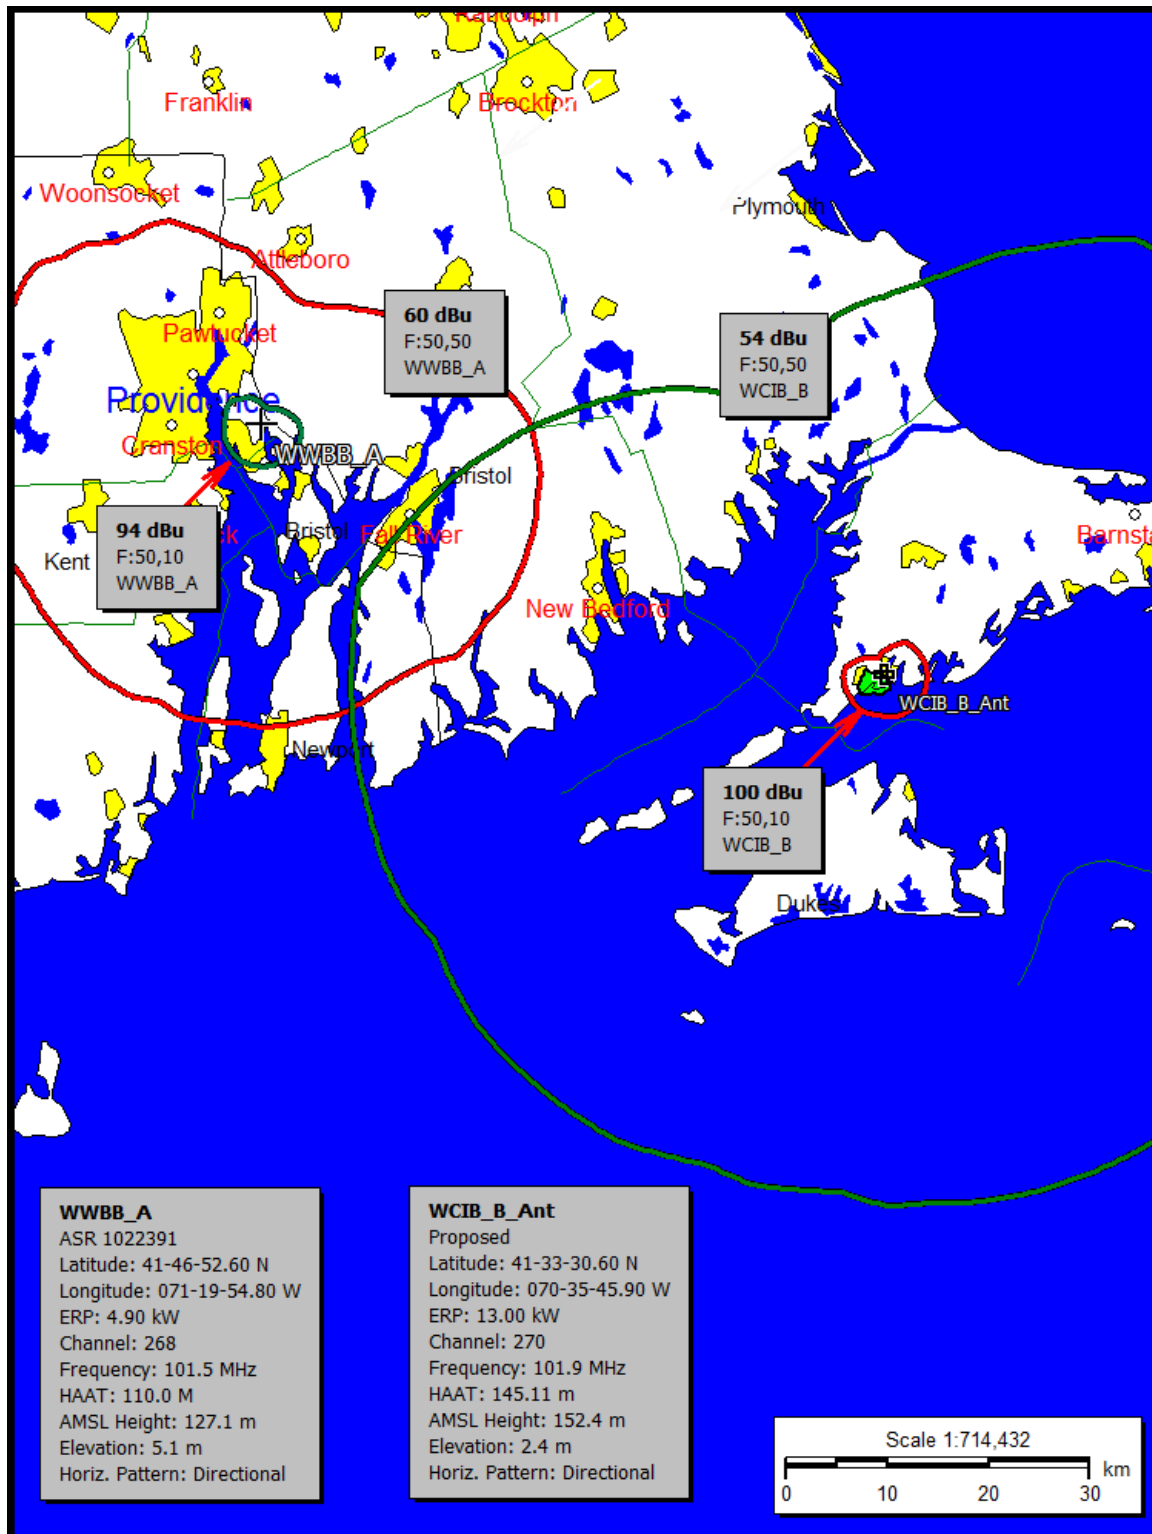 Randolph
Franklin
Brockton
Woonsocket
Plymouth
Attleboro
60 dBu
F:50,50
WWBB_A
54 dBu
F:50,50
WCIB_B
Pawtucket
Providence
Cranston
WWBB_A
Bristol
94 dBu
F:50,10
WWBB_A
Kent
Bristol
Fall River
Barnsta
New Bedford
WCIB_B_Ant
Newport
100 dBu
F:50,10
WCIB_B
Dukes
WWBB_A
ASR 1022391
Latitude: 41-46-52.60 N
Longitude: 071-19-54.80 W
ERP: 4.90 kW
Channel: 268
Frequency: 101.5 MHz
HAAT: 110.0 M
AMSL Height: 127.1 m
Elevation: 5.1 m
Horiz. Pattern: Directional
WCIB_B_Ant
Proposed
Latitude: 41-33-30.60 N
Longitude: 070-35-45.90 W
ERP: 13.00 kW
Channel: 270
Frequency: 101.9 MHz
HAAT: 145.11 m
AMSL Height: 152.4 m
Elevation: 2.4 m
Horiz. Pattern: Directional
Scale 1:714,432
km
0 10 20 30